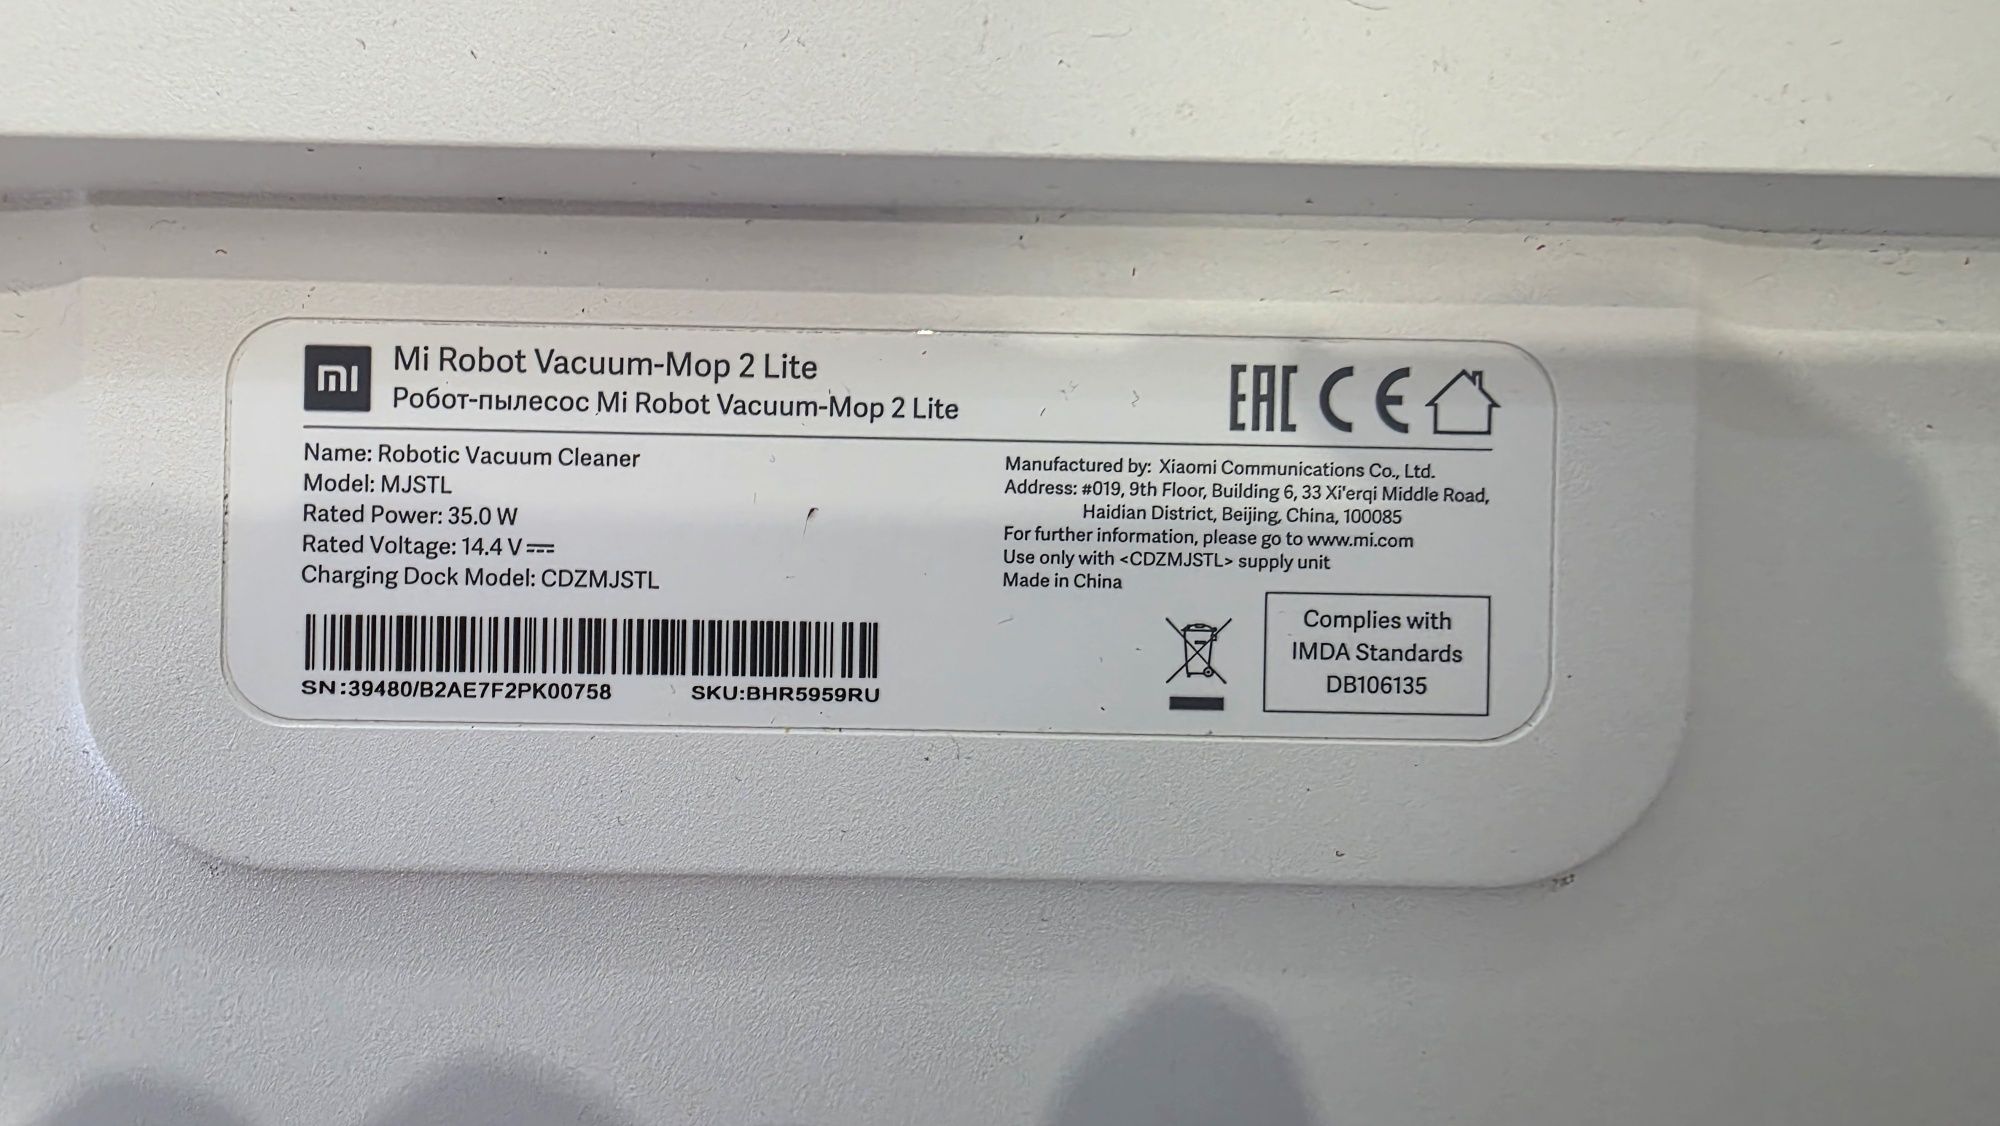 mi
Mi Robot Vacuum-Mop 2 Lite
Робот-пылесос Mi Robot Vacuum-Mop 2 Lite
EAC CE
Name: Robotic Vacuum Cleaner
Model: MJSTL
Rated Power: 35.0 W
Rated Voltage: 14.4 V⎓
Charging Dock Model: CDZMJSTL
SN:39480/B2AE7F2PK00758
SKU:BHR5959RU
Manufactured by: Xiaomi Communications Co., Ltd.
Address: #019, 9th Floor, Building 6, 33 Xi'erqi Middle Road,
Haidian District, Beijing, China, 100085
For further information, please go to www.mi.com
Use only with <CDZMJSTL> supply unit
Made in China
Complies with
IMDA Standards
DB106135